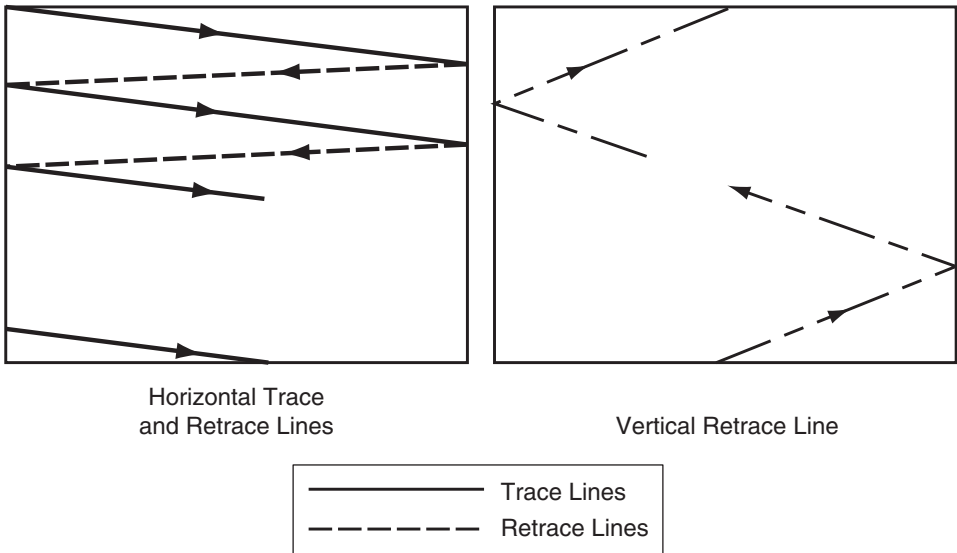 Horizontal Trace
and Retrace Lines
Vertical Retrace Line
Trace Lines
Retrace Lines